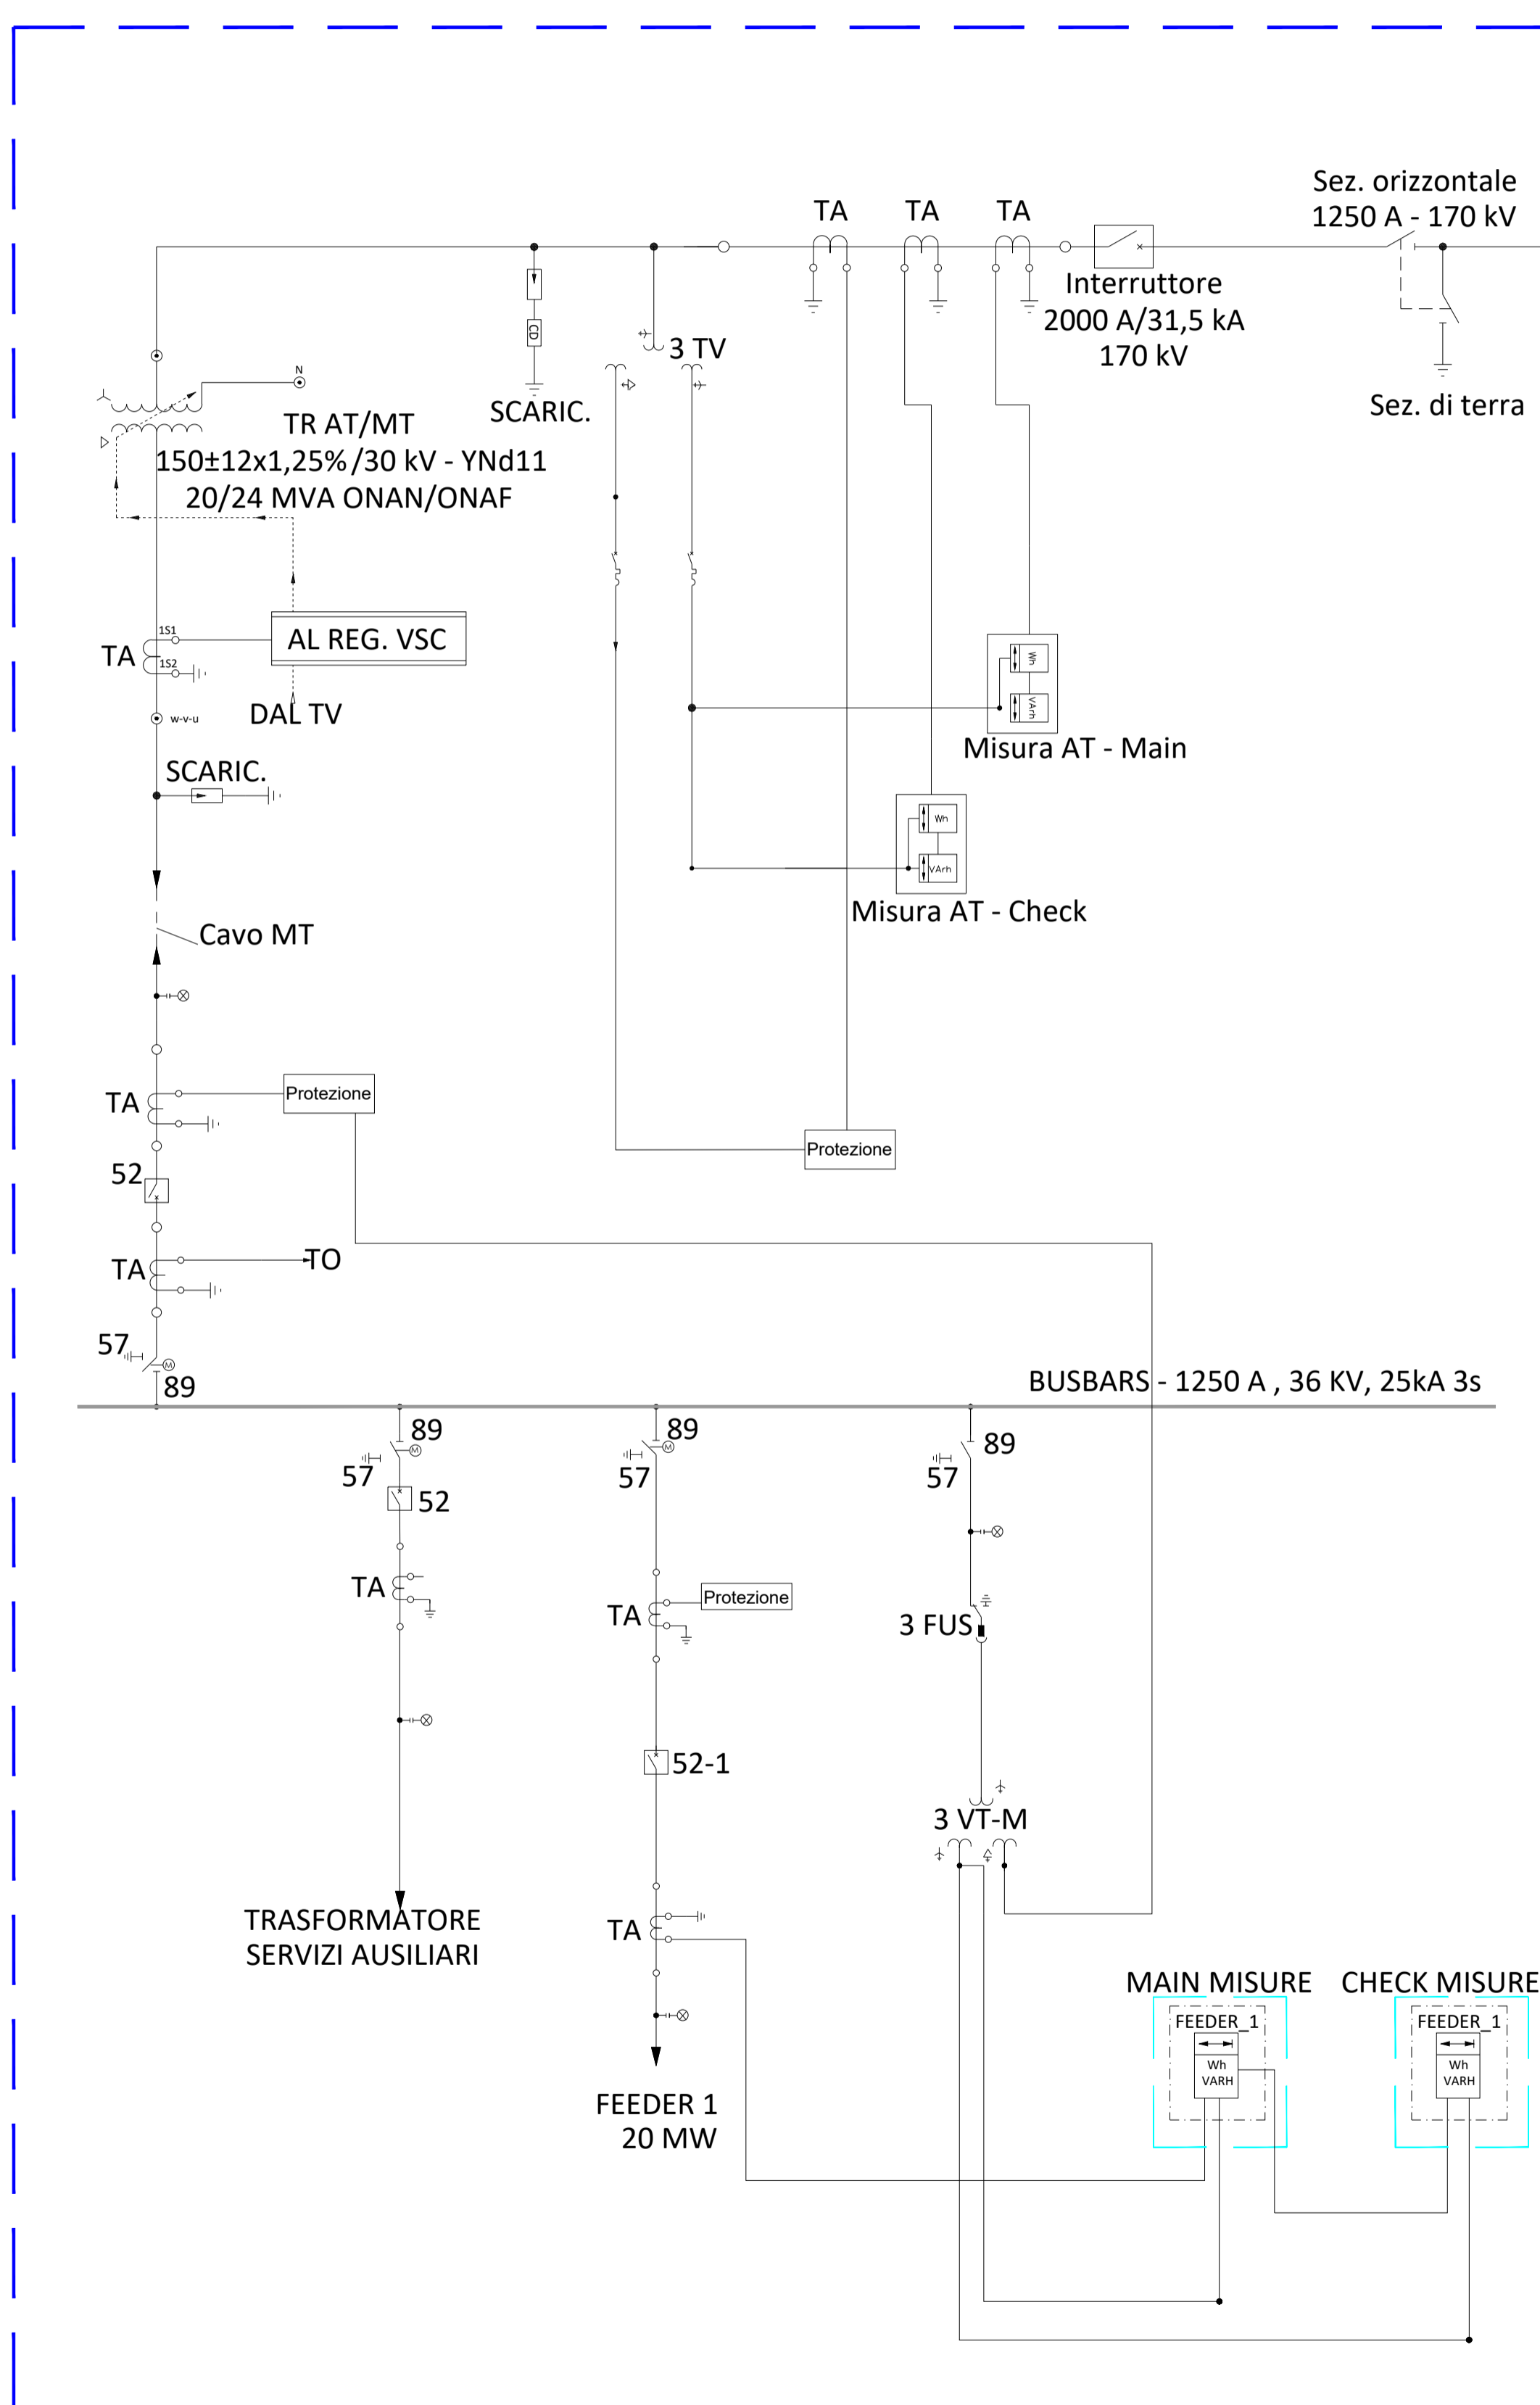 Sez. orizzontale
1250 A - 170 kV
TA
TA
TA
Interruttore
2000 A/31,5 kA
170 kV
Sez. di terra
3 TV
CD
SCARIC.
N
TR AT/MT
150±12x1,25% /30 kV - YNd11
20/24 MVA ONAN/ONAF
1S1
TA
1S2
AL REG. VSC
DAL TV
w-v-u
Wh
VArh
Misura AT - Main
SCARIC.
Wh
VArh
Misura AT - Check
Cavo MT
TA
Protezione
Protezione
52
TA
TO
57
M
89
BUSBARS - 1250 A , 36 KV, 25kA 3s
89
M
57
52
TA
89
M
57
89
57
TA
Protezione
3 FUS
52-1
3 VT-M
TRASFORMATORE
SERVIZI AUSILIARI
TA
FEEDER 1
20 MW
MAIN MISURE
FEEDER_1
Wh
VARH
CHECK MISURE
FEEDER_1
Wh
VARH